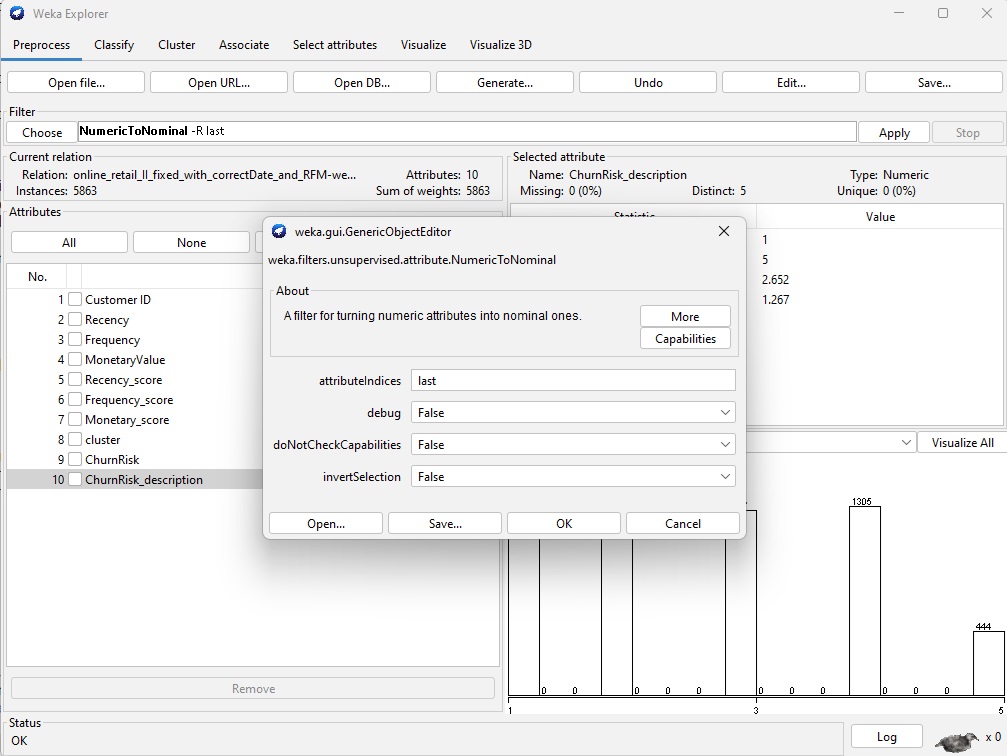 Weka Explorer
Preprocess Classify Cluster Associate Select attributes Visualize Visualize 3D
Open file... Open URL... Open DB... Generate... Undo Edit... Save...
Filter
Choose NumericToNominal -R last Apply Stop
Current relation
Relation: online_retail_II_fixed_with_correctDate_and_RFM-we... Attributes: 10
Instances: 5863 Sum of weights: 5863
Selected attribute
Name: ChurnRisk_description Type: Numeric
Missing: 0 (0%) Distinct: 5 Unique: 0 (0%)
Attributes
All None
No.
1 Customer ID
2 Recency
3 Frequency
4 MonetaryValue
5 Recency_score
6 Frequency_score
7 Monetary_score
8 cluster
9 ChurnRisk
10 ChurnRisk_description
Remove
Statistic Value
1
5
2.652
1.267
weka.gui.GenericObjectEditor
weka.filters.unsupervised.attribute.NumericToNominal
About
A filter for turning numeric attributes into nominal ones.
More
Capabilities
attributeIndices last
debug False
doNotCheckCapabilities False
invertSelection False
Open... Save... OK Cancel
Visualize All
1305
444
0 0 0 0 0 0 0 0 0 0 0
1 3 5
Status
OK
Log x 0